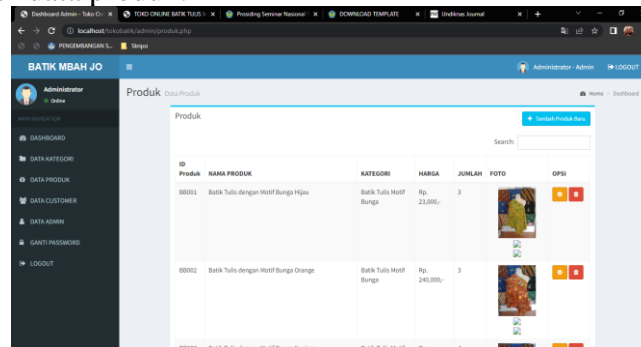 Dashboard Admin - Toko On
TOKO ONLINE BATIK TULIS
Prosiding Seminar Nasional
DOWNLOAD TEMPLATE
Undiknas Journal
localhost/tokobatik/admin/produk.php
PENGEMBANGAN S...
Skripsi
BATIK MBAH JO
Administrator - Admin
LOGOUT
Administrator
Online
MAIN NAVIGATION
DASHBOARD
DATA KATEGORI
DATA PRODUK
DATA CUSTOMER
DATA ADMIN
GANTI PASSWORD
LOGOUT
Produk Data Produk
Home > Dashboard
Produk
+ Tambah Produk Baru
Search:
ID Produk NAMA PRODUK KATEGORI HARGA JUMLAH FOTO OPSI
BB001 Batik Tulis dengan Motif Bunga Hijau Batik Tulis Motif Rp. 3
Bunga 23,000,-
BB002 Batik Tulis dengan Motif Bunga Orange Batik Tulis Motif Rp. 3
Bunga 240,000,-